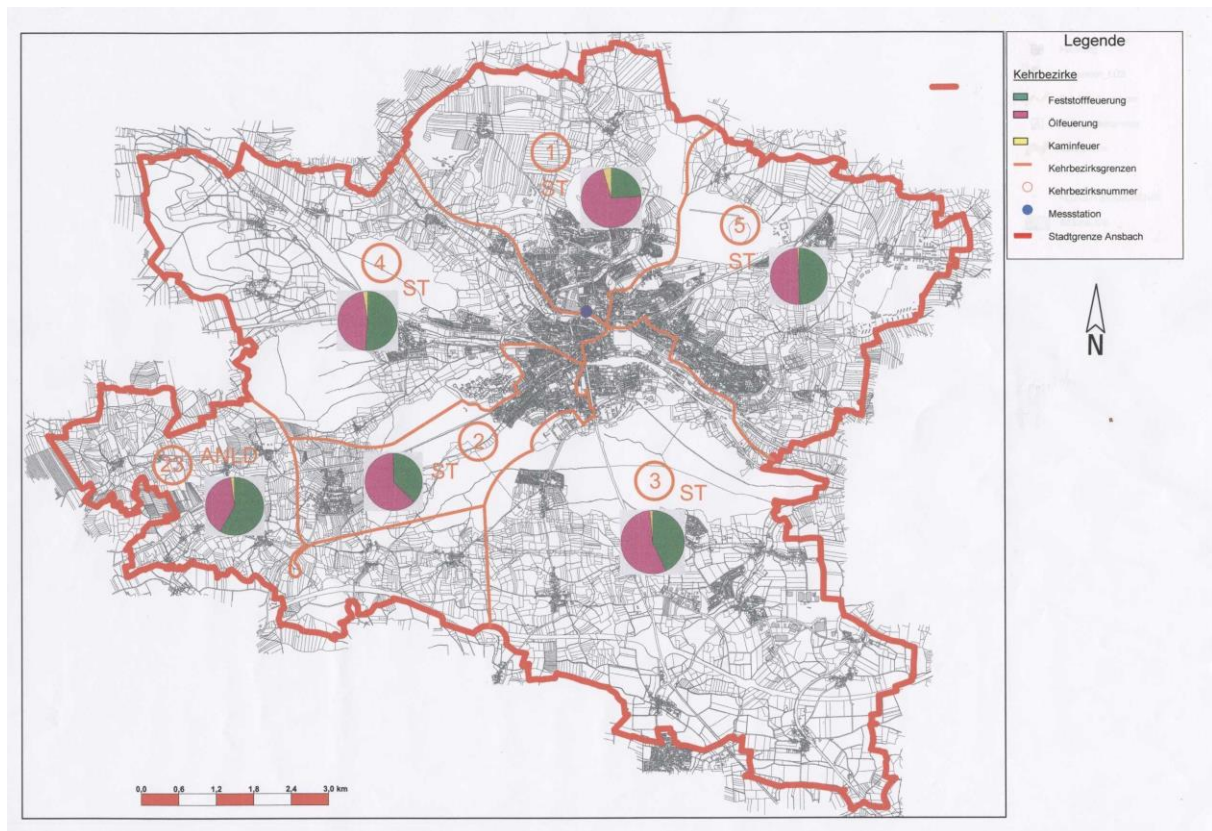 Legende
Kehrbezirke
Feststofffeuerung
Ölfeuerung
Kaminfeuer
Kehrbezirksgrenzen
Kehrbezirksnummer
Messstation
Stadtgrenze Ansbach
N
1
ST
5
ST
4
ST
2
ST
23
ANLD
3
ST
0,0 0,6 1,2 1,8 2,4 3,0 km